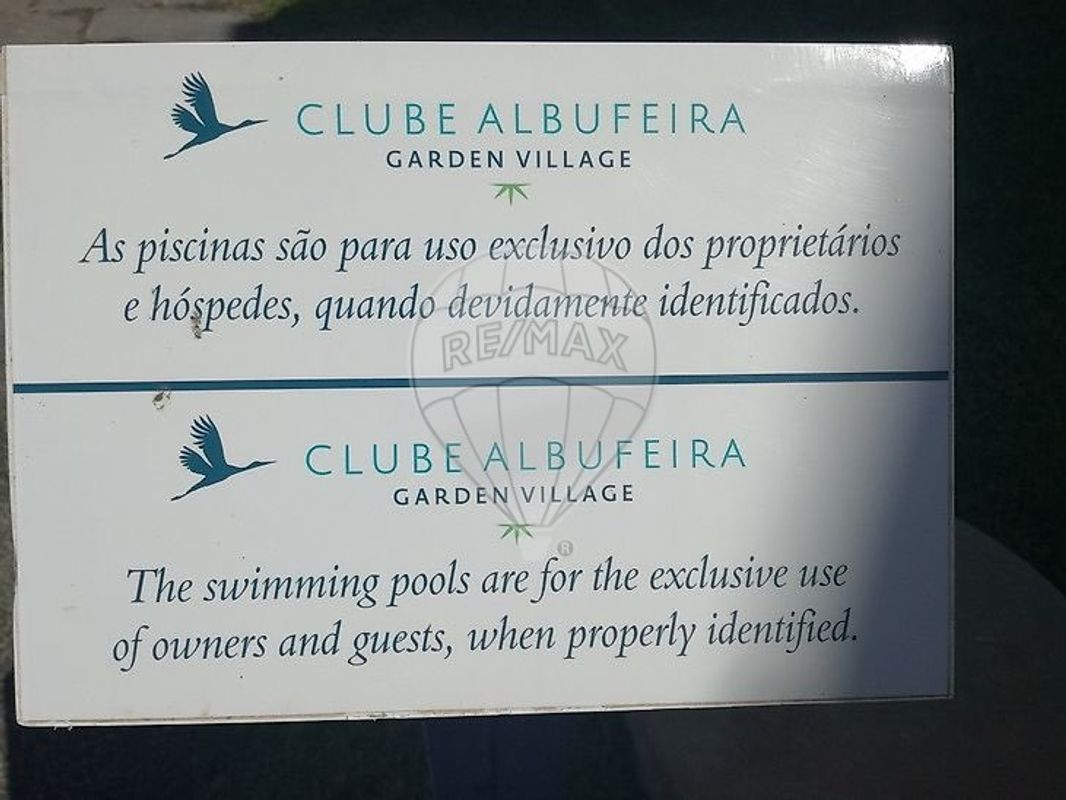 CLUBE ALBUFEIRA
GARDEN VILLAGE
As piscinas são para uso exclusivo dos proprietários
e hóspedes, quando devidamente identificados.
RE/MAX
CLUBE ALBUFEIRA
GARDEN VILLAGE
®
The swimming pools are for the exclusive use
of owners and guests, when properly identified.